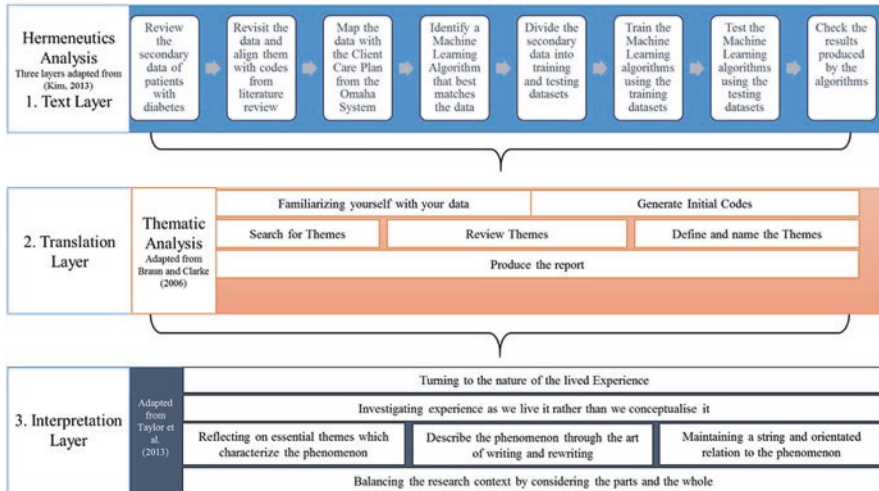 Hermeneutics
Analysis
Three layers adapted from
(Kim, 2013)
1. Text Layer
Review
the
secondary
data of
patients
with
diabetes
Revisit the
data and
align them
with codes
from
literature
review
Map the
data with
the Client
Care Plan
from the
Omaha
System
Identify a
Machine
Learning
Algorithm
that best
matches
the data
Divide the
secondary
data into
training
and testing
datasets
Train the
Machine
Learning
algorithms
using the
training
datasets
Test the
Machine
Learning
algorithms
using the
testing
datasets
Check the
results
produced
by the
algorithms
2. Translation
Layer
Thematic
Analysis
Adapted from
Braun and Clarke
(2006)
Familiarizing yourself with your data
Generate Initial Codes
Search for Themes
Review Themes
Define and name the Themes
Produce the report
3. Interpretation
Layer
Adapted
from
Taylor et
al.
(2013)
Turning to the nature of the lived Experience
Investigating experience as we live it rather than we conceptualise it
Reflecting on essential themes which
characterize the phenomenon
Describe the phenomenon through the art
of writing and rewriting
Maintaining a string and orientated
relation to the phenomenon
Balancing the research context by considering the parts and the whole